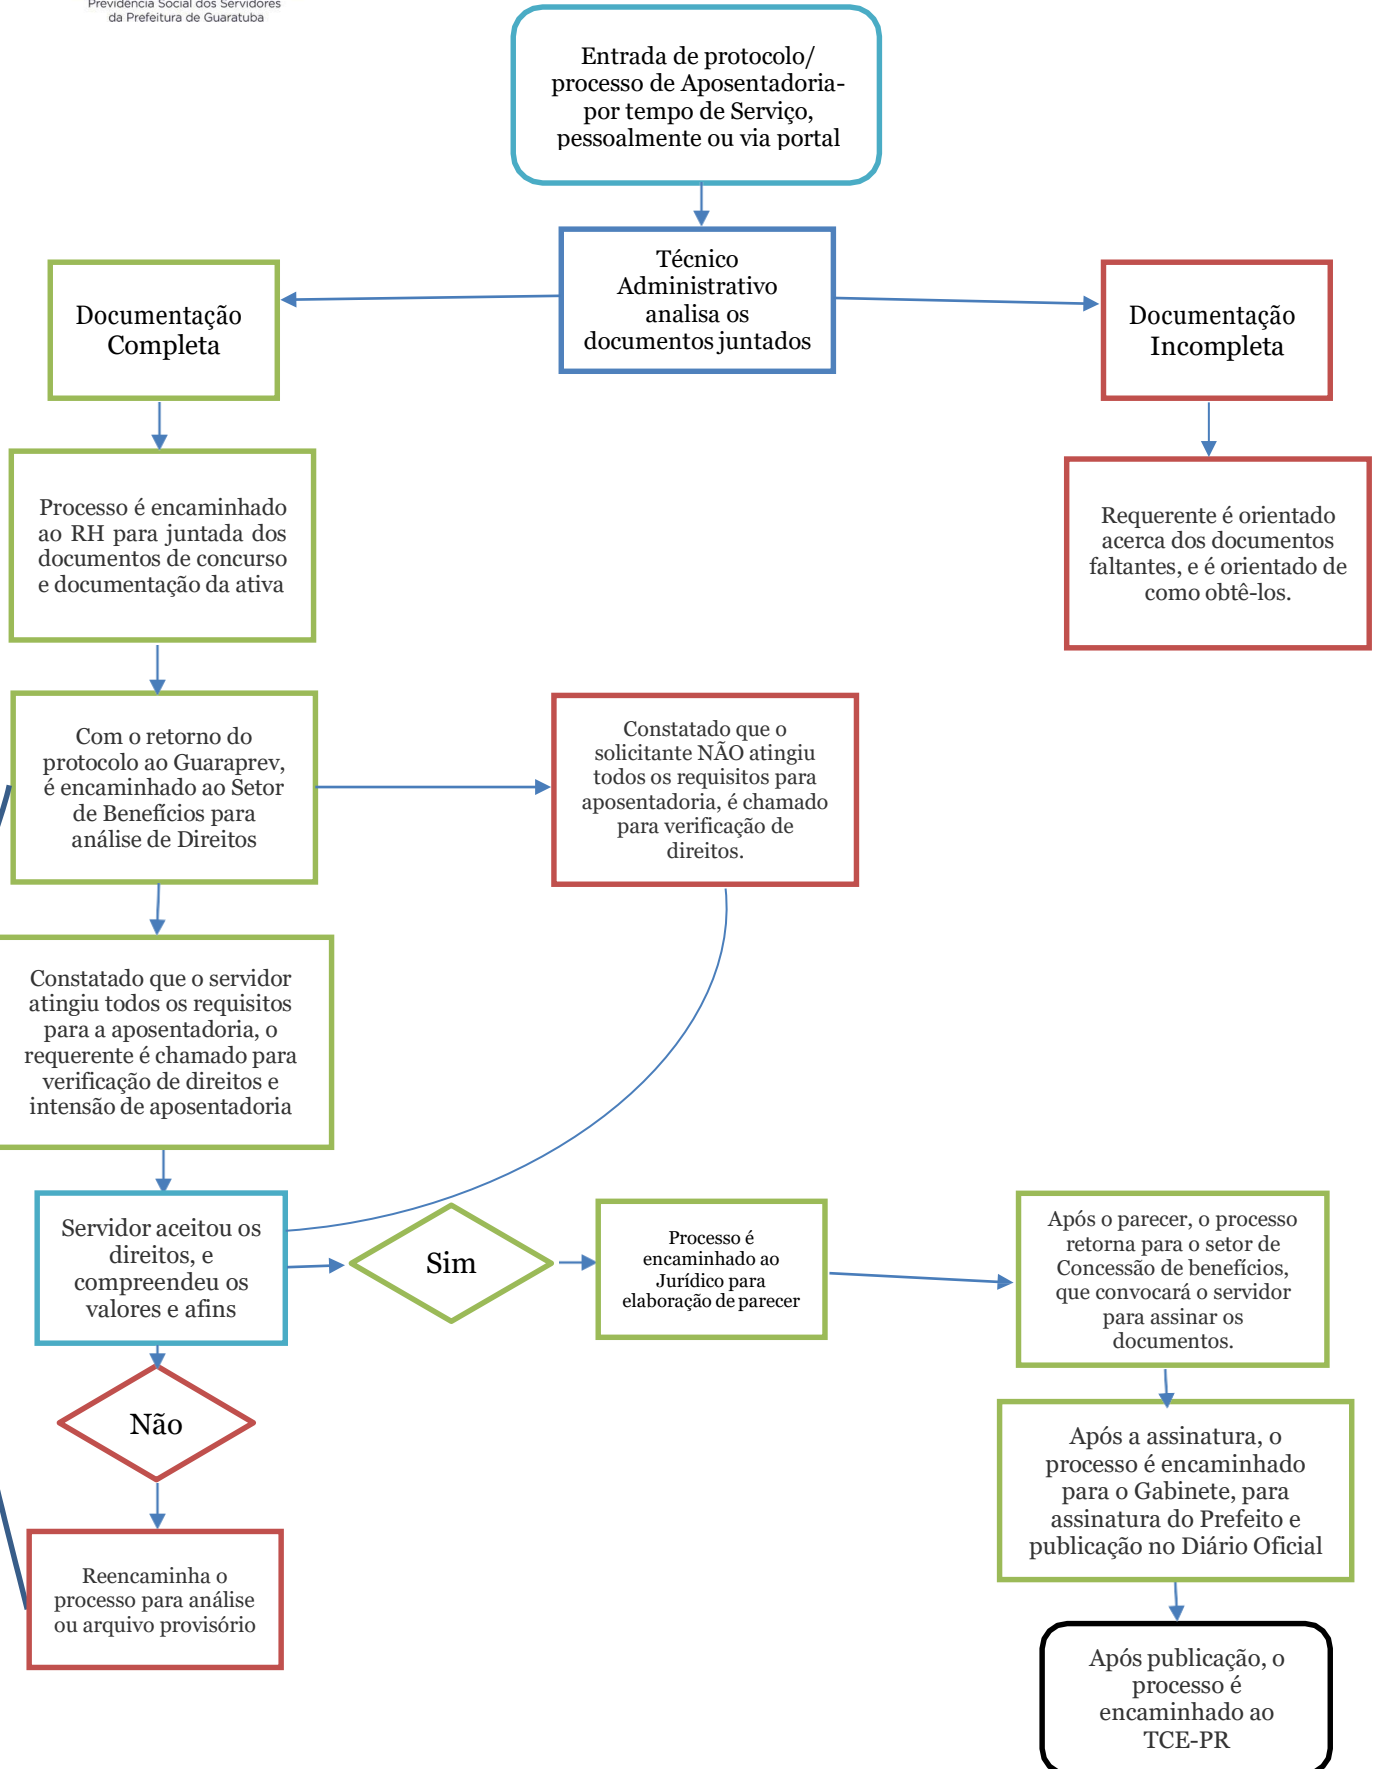 Previdência Social dos Servidores
da Prefeitura de Guaratuba
Entrada de protocolo/
processo de Aposentadoria-
por tempo de Serviço,
pessoalmente ou via portal
Técnico
Administrativo
analisa os
documentos juntados
Documentação
Completa
Documentação
Incompleta
Processo é encaminhado
ao RH para juntada dos
documentos de concurso
e documentação da ativa
Requerente é orientado
acerca dos documentos
faltantes, e é orientado de
como obtê-los.
Com o retorno do
protocolo ao Guaraprev,
é encaminhado ao Setor
de Benefícios para
análise de Direitos
Constatado que o
solicitante NÃO atingiu
todos os requisitos para
aposentadoria, é chamado
para verificação de
direitos.
Constatado que o servidor
atingiu todos os requisitos
para a aposentadoria, o
requerente é chamado para
verificação de direitos e
intensão de aposentadoria
Servidor aceitou os
direitos, e
compreendeu os
valores e afins
Sim
Processo é
encaminhado ao
Jurídico para
elaboração de parecer
Após o parecer, o processo
retorna para o setor de
Concessão de benefícios,
que convocará o servidor
para assinar os
documentos.
Não
Após a assinatura, o
processo é encaminhado
para o Gabinete, para
assinatura do Prefeito e
publicação no Diário Oficial
Reencaminha o
processo para análise
ou arquivo provisório
Após publicação, o
processo é
encaminhado ao
TCE-PR